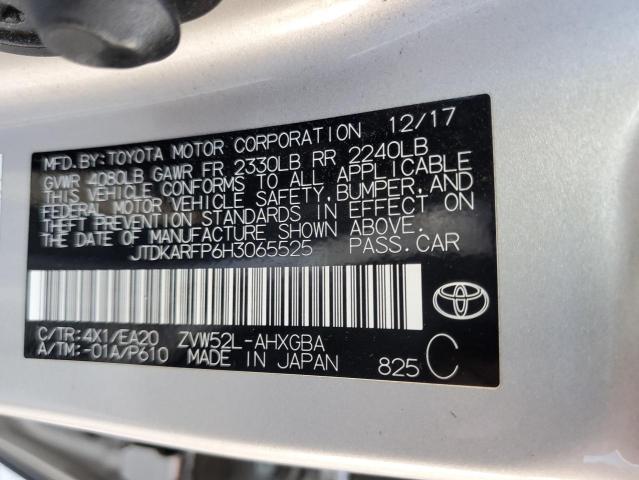 MFD.BY:TOYOTA MOTOR CORPORATION 12/17
GVWR 4080LB GAWR FR 2330LB RR 2240LB
THIS VEHICLE CONFORMS TO ALL APPLICABLE
FEDERAL MOTOR VEHICLE SAFETY,BUMPER,AND
THEFT PREVENTION STANDARDS IN EFFECT ON
THE DATE OF MANUFACTURE SHOWN ABOVE.
JTDKARFP6H3065525 PASS.CAR
C/TR:4X1/EA20 ZVW52L-AHXGBA
A/TM:-01A/P610 MADE IN JAPAN 825 C